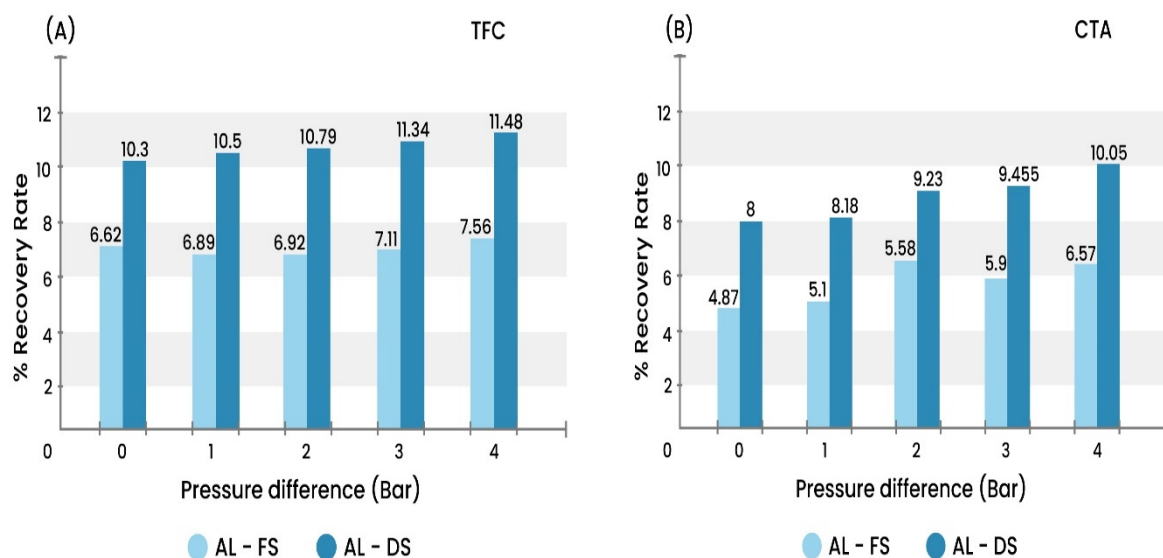 (A)
TFC
% Recovery Rate
12
10
8
6
4
2
0
6.62
10.3
6.89
10.5
6.92
10.79
7.11
11.34
7.56
11.48
0 1 2 3 4
Pressure difference (Bar)
AL - FS AL - DS
(B)
CTA
% Recovery Rate
12
10
8
6
4
2
0
4.87
8
5.1
8.18
5.58
9.23
5.9
9.455
6.57
10.05
0 1 2 3 4
Pressure difference (Bar)
AL - FS AL - DS